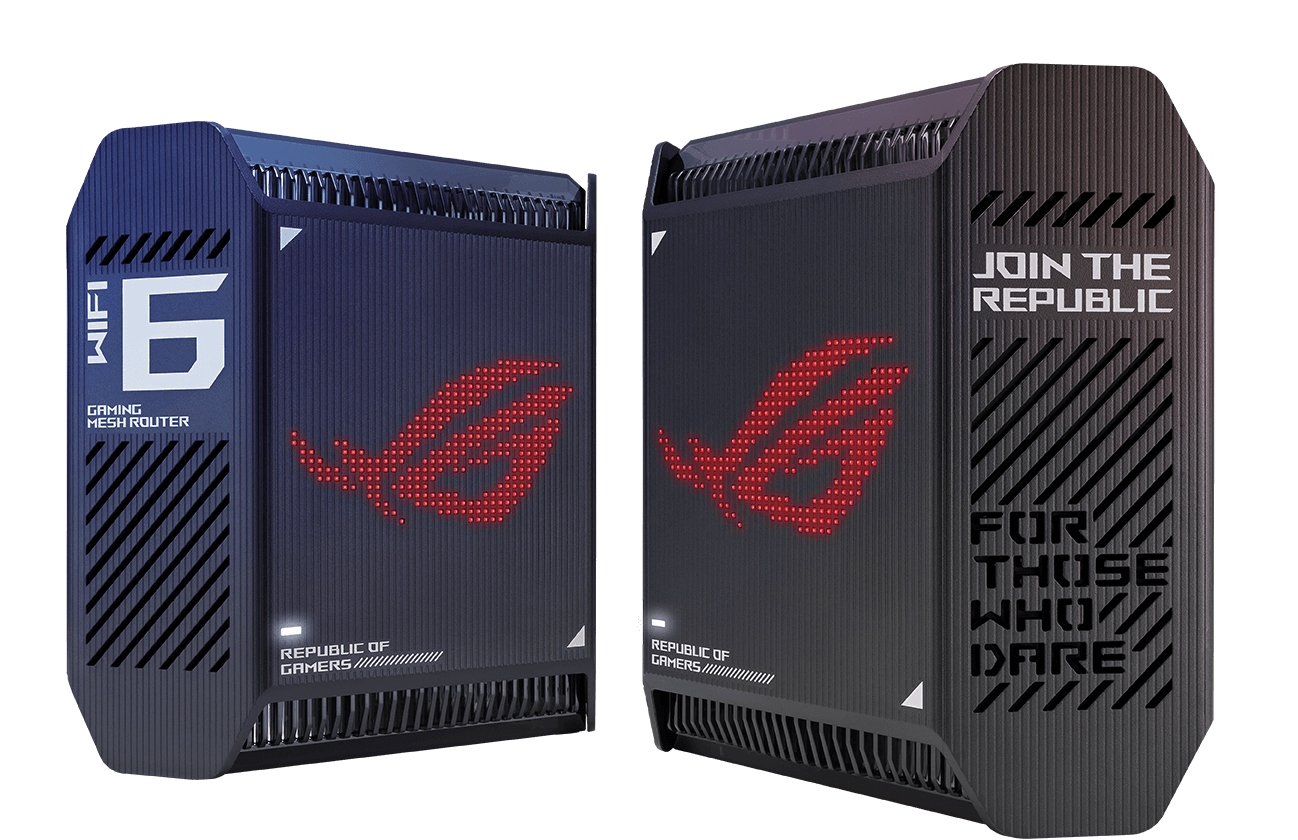 WIFI
6
GAMING
MESH ROUTER
REPUBLIC OF
GAMERS
JOIN THE
REPUBLIC
FOR
THOSE
WHO
DARE
REPUBLIC OF
GAMERS